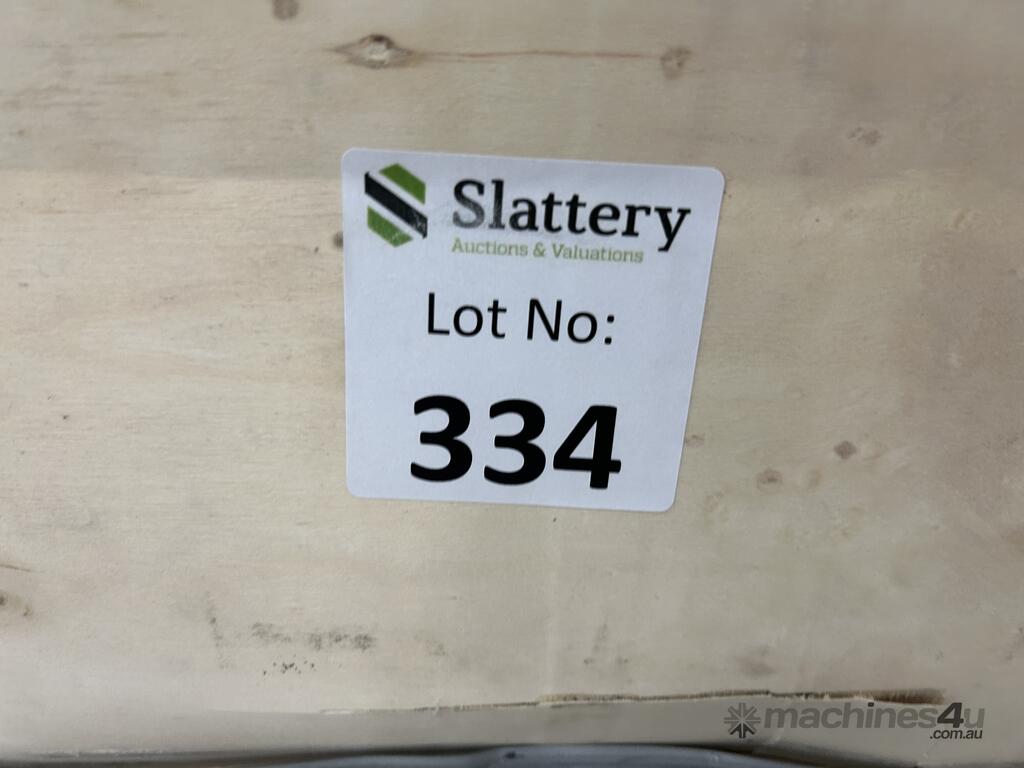 Slattery
Auctions & Valuations
Lot No:
334
machines4u
.com.au